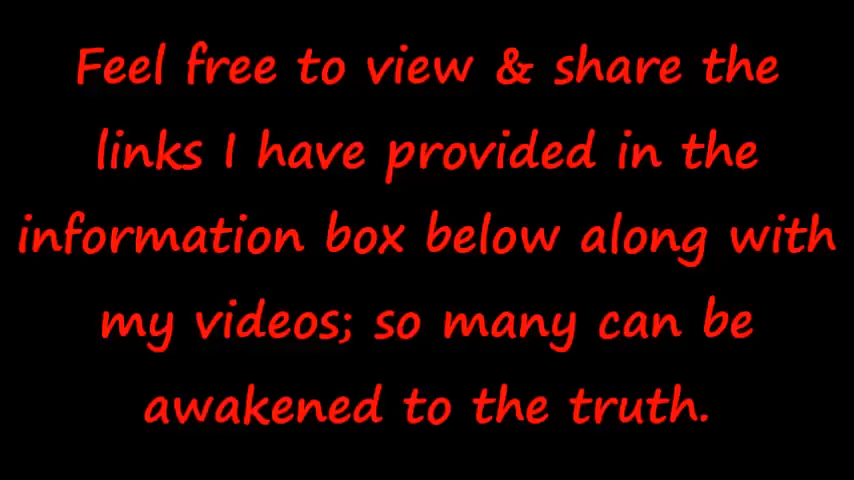 Feel free to view & share the
links I have provided in the
information box below along with
my videos; so many can be
awakened to the truth.